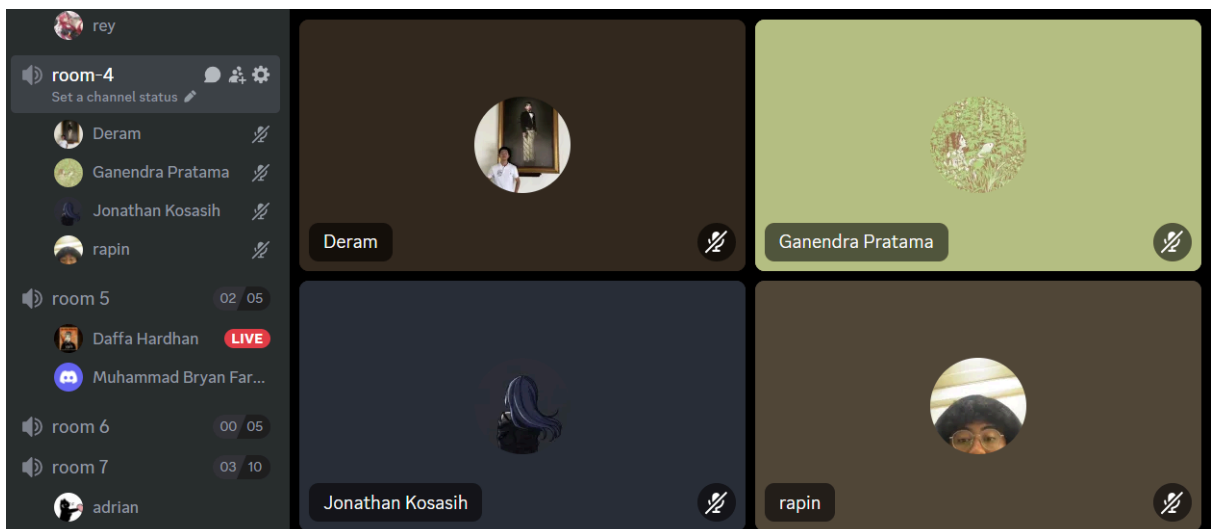 rey
room-4
Set a channel status
Deram
Ganendra Pratama
Jonathan Kosasih
rapin
room 5 02 05
Daffa Hardhan LIVE
Muhammad Bryan Far...
room 6 00 05
room 7 03 10
adrian
Deram
Ganendra Pratama
Jonathan Kosasih
rapin